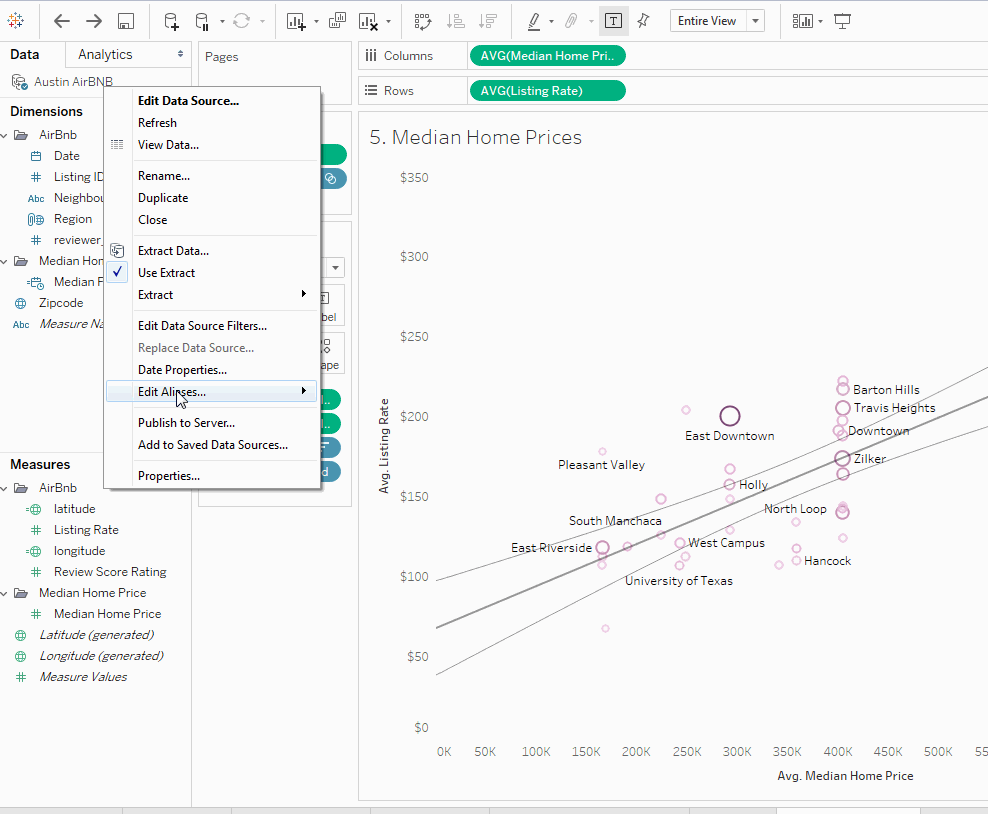 Entire View
Data
Analytics
Pages
Columns
AVG(Median Home Pri..
Austin AirBNB
Rows
AVG(Listing Rate)
Dimensions
AirBnb
Date
Listing ID
Abc Neighbou
Region
reviewer_
Median Hom
Median F
Zipcode
Abc Measure Na
Edit Data Source...
Refresh
View Data...
Rename...
Duplicate
Close
Extract Data...
Use Extract
Extract
Edit Data Source Filters...
Replace Data Source...
Date Properties...
Edit Aliases...
Publish to Server...
Add to Saved Data Sources...
Properties...
T
bel
ape
l..
l..
d
Measures
AirBnb
latitude
Listing Rate
longitude
Review Score Rating
Median Home Price
Median Home Price
Latitude (generated)
Longitude (generated)
Measure Values
5. Median Home Prices
$350
$300
$250
$200
$150
$100
$50
$0
Avg. Listing Rate
Barton Hills
Travis Heights
East Downtown
Downtown
Pleasant Valley
Zilker
Holly
North Loop
South Manchaca
East Riverside
West Campus
Hancock
University of Texas
0K 50K 100K 150K 200K 250K 300K 350K 400K 450K 500K 55
Avg. Median Home Price